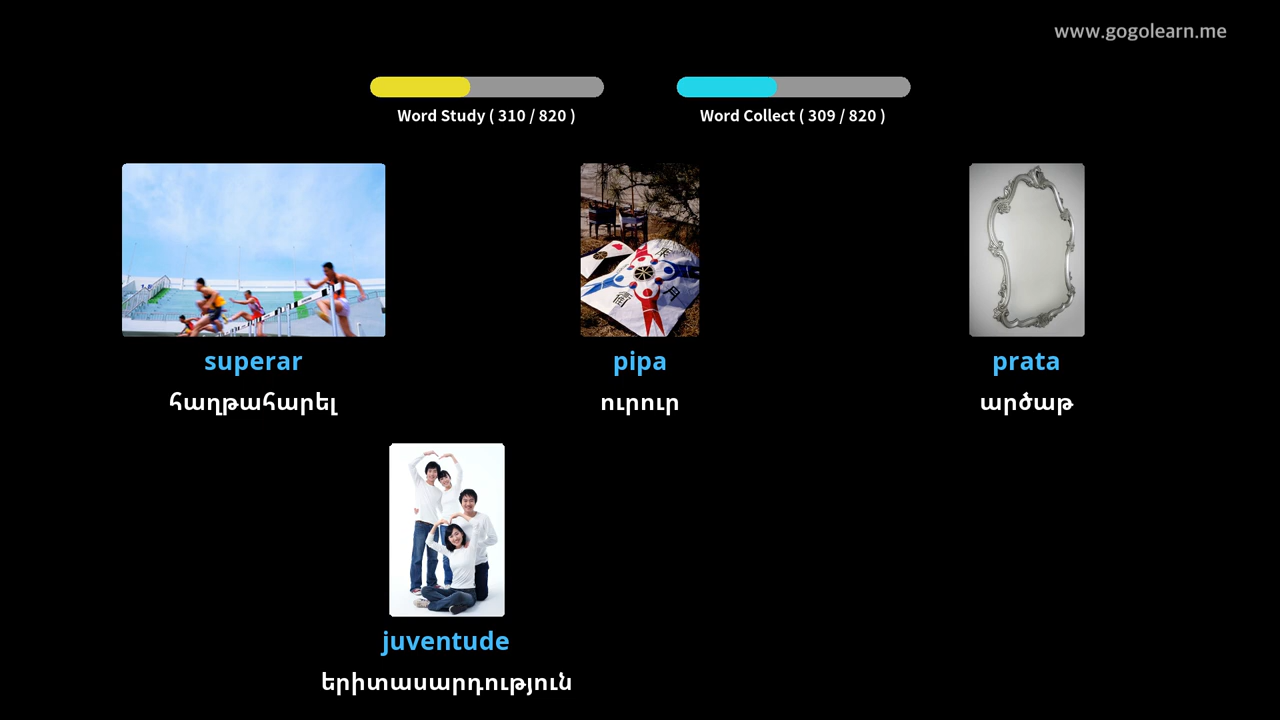 www.gogolearn.me
Word Study ( 310 / 820 )
Word Collect ( 309 / 820 )
superar
pipa
prata
հաղթահարել
ուրուր
արծաթ
juventude
երիտասարդություն